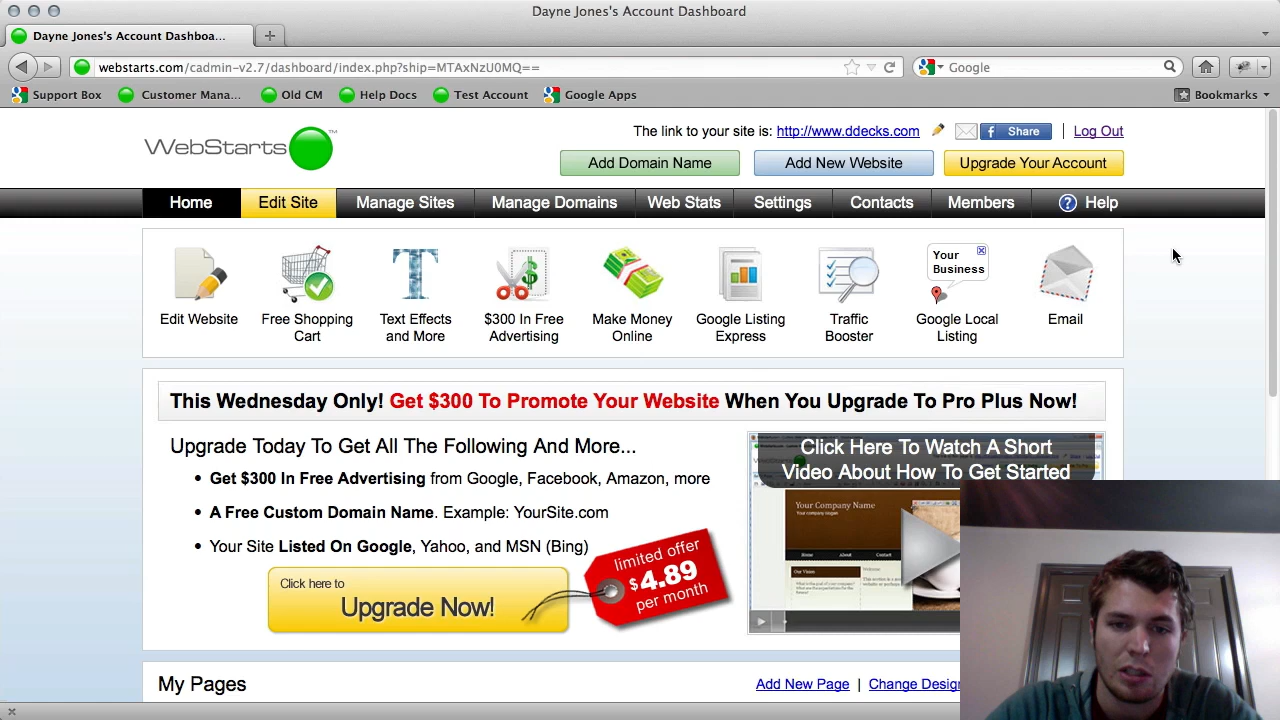 Dayne Jones's Account Dashboard
Dayne Jones's Account Dashboa...
webstarts.com/cadmin-v2.7/dashboard/index.php?ship=MTAxNzU0MQ==
Google
Support Box
Customer Mana...
Old CM
Help Docs
Test Account
Google Apps
Bookmarks
WebStarts™
The link to your site is: http://www.ddecks.com
Share
Log Out
Add Domain Name
Add New Website
Upgrade Your Account
Home
Edit Site
Manage Sites
Manage Domains
Web Stats
Settings
Contacts
Members
Help
Your
Business
Edit Website
Free Shopping
Cart
Text Effects
and More
$300 In Free
Advertising
Make Money
Online
Google Listing
Express
Traffic
Booster
Google Local
Listing
Email
This Wednesday Only! Get $300 To Promote Your Website When You Upgrade To Pro Plus Now!
Upgrade Today To Get All The Following And More...
• Get $300 In Free Advertising from Google, Facebook, Amazon, more
• A Free Custom Domain Name. Example: YourSite.com
• Your Site Listed On Google, Yahoo, and MSN (Bing)
Click here to
Upgrade Now!
limited offer
$4.89
per month
Click Here To Watch A Short
Video About How To Get Started
Your Company Name
Home
About
Contact
Our Vision
My Pages
Add New Page | Change Desig